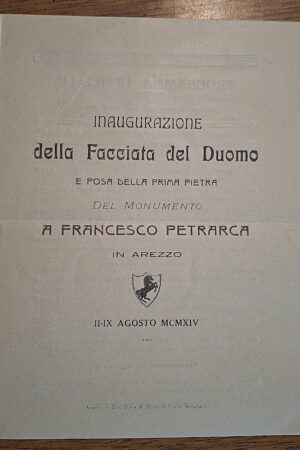 INAUGURAZIONE
della Facciata del Duomo
E POSA DELLA PRIMA PIETRA
DEL MONUMENTO
A FRANCESCO PETRARCA
IN AREZZO
II-IX AGOSTO MCMXIV